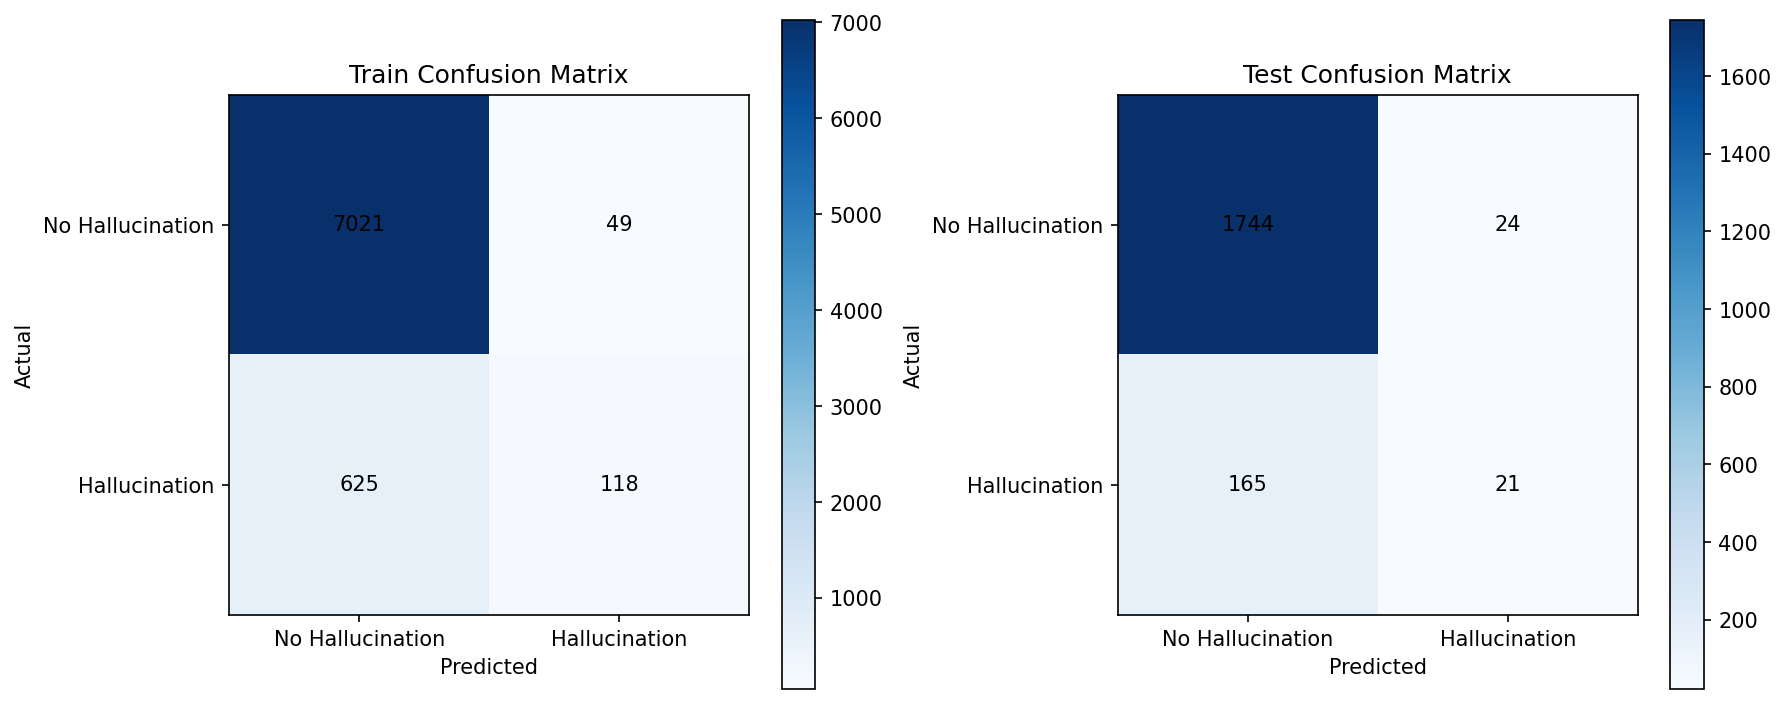 Train Confusion Matrix
7000
6000
5000
4000
3000
2000
1000
Actual
No Hallucination
7021
49
Hallucination
625
118
No Hallucination
Hallucination
Predicted
Test Confusion Matrix
1600
1400
1200
1000
800
600
400
200
Actual
No Hallucination
1744
24
Hallucination
165
21
No Hallucination
Hallucination
Predicted